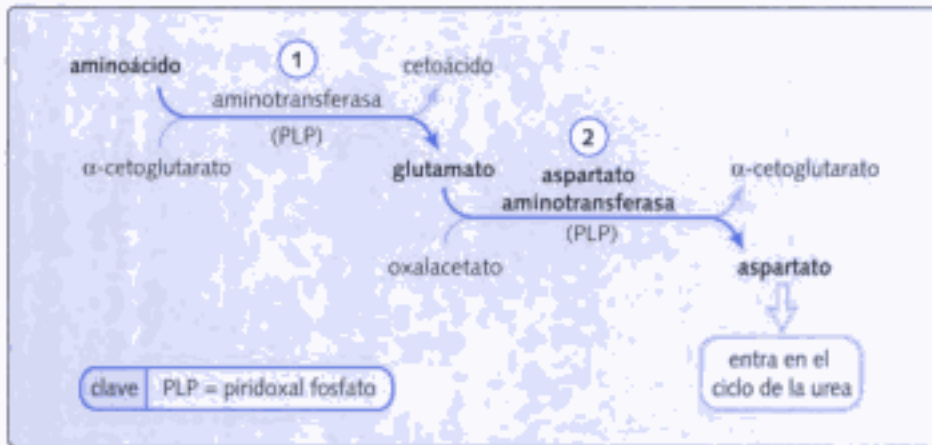 1
aminoácido
cetoácido
aminotransferasa
(PLP)
α-cetoglutarato
glutamato
2
aspartato
aminotransferasa
(PLP)
α-cetoglutarato
oxalacetato
aspartato
entra en el
ciclo de la urea
clave PLP = piridoxal fosfato